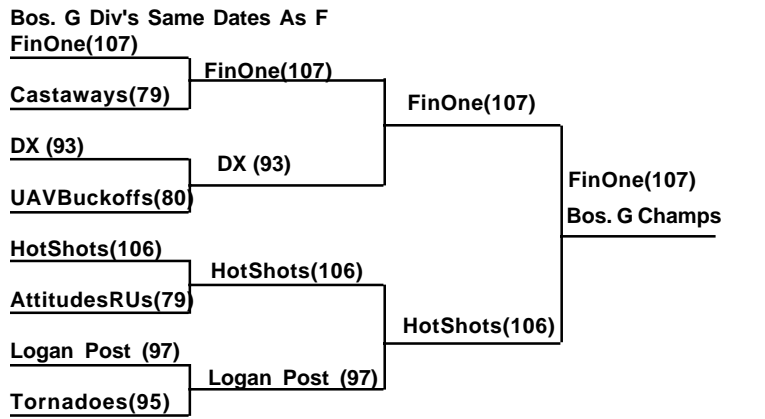 Bos. G Div's Same Dates As F
FinOne(107)
FinOne(107)
Castaways(79)
FinOne(107)
DX (93)
DX (93)
UAVBuckoffs(80)
FinOne(107)
Bos. G Champs
HotShots(106)
HotShots(106)
AttitudesRUs(79)
HotShots(106)
Logan Post (97)
Logan Post (97)
Tornadoes(95)